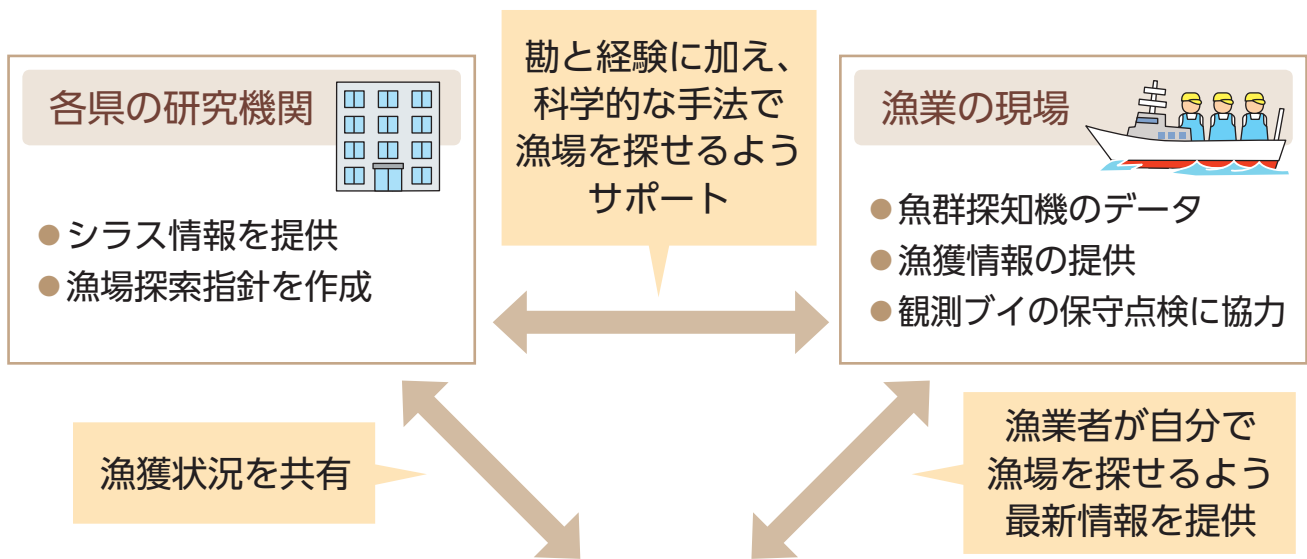 各県の研究機関
シラス情報を提供
漁場探索指針を作成
勘と経験に加え、
科学的な手法で
漁場を探せるよう
サポート
漁業の現場
魚群探知機のデータ
漁獲情報の提供
観測ブイの保守点検に協力
漁獲状況を共有
漁業者が自分で
漁場を探せるよう
最新情報を提供